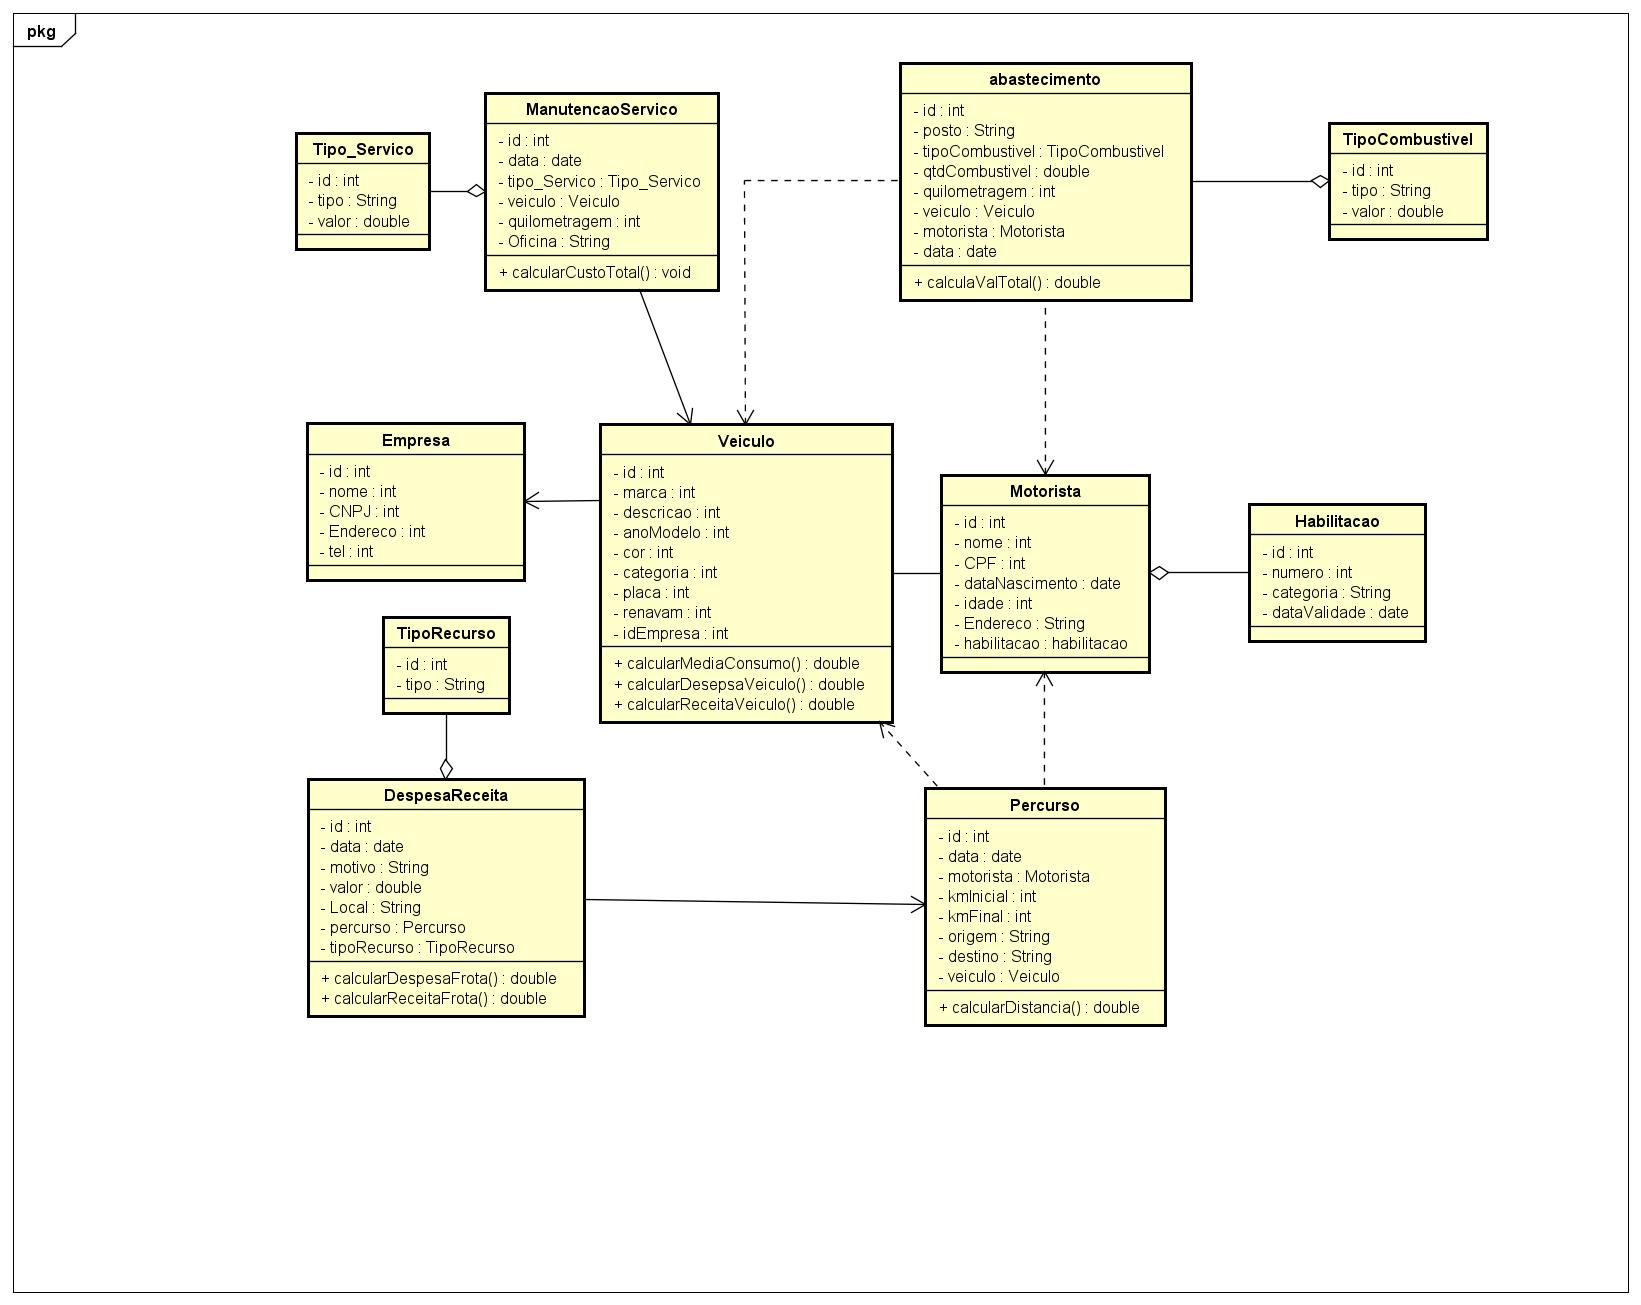 pkg
Tipo_Servico
- id : int
- tipo : String
- valor : double
ManutencaoServico
- id : int
- data : date
- tipo_Servico : Tipo_Servico
- veiculo : Veiculo
- quilometragem : int
- Oficina : String
+ calcularCustoTotal() : void
abastecimento
- id : int
- posto : String
- tipoCombustivel : TipoCombustivel
- qtdCombustivel : double
- quilometragem : int
- veiculo : Veiculo
- motorista : Motorista
- data : date
+ calculaValTotal() : double
TipoCombustivel
- id : int
- tipo : String
- valor : double
Empresa
- id : int
- nome : int
- CNPJ : int
- Endereco : int
- tel : int
Veiculo
- id : int
- marca : int
- descricao : int
- anoModelo : int
- cor : int
- categoria : int
- placa : int
- renavam : int
- idEmpresa : int
+ calcularMediaConsumo() : double
+ calcularDesepsaVeiculo() : double
+ calcularReceitaVeiculo() : double
Motorista
- id : int
- nome : int
- CPF : int
- dataNascimento : date
- idade : int
- Endereco : String
- habilitacao : habilitacao
Habilitacao
- id : int
- numero : int
- categoria : String
- dataValidade : date
TipoRecurso
- id : int
- tipo : String
DespesaReceita
- id : int
- data : date
- motivo : String
- valor : double
- Local : String
- percurso : Percurso
- tipoRecurso : TipoRecurso
+ calcularDespesaFrota() : double
+ calcularReceitaFrota() : double
Percurso
- id : int
- data : date
- motorista : Motorista
- kmInicial : int
- kmFinal : int
- origem : String
- destino : String
- veiculo : Veiculo
+ calcularDistancia() : double